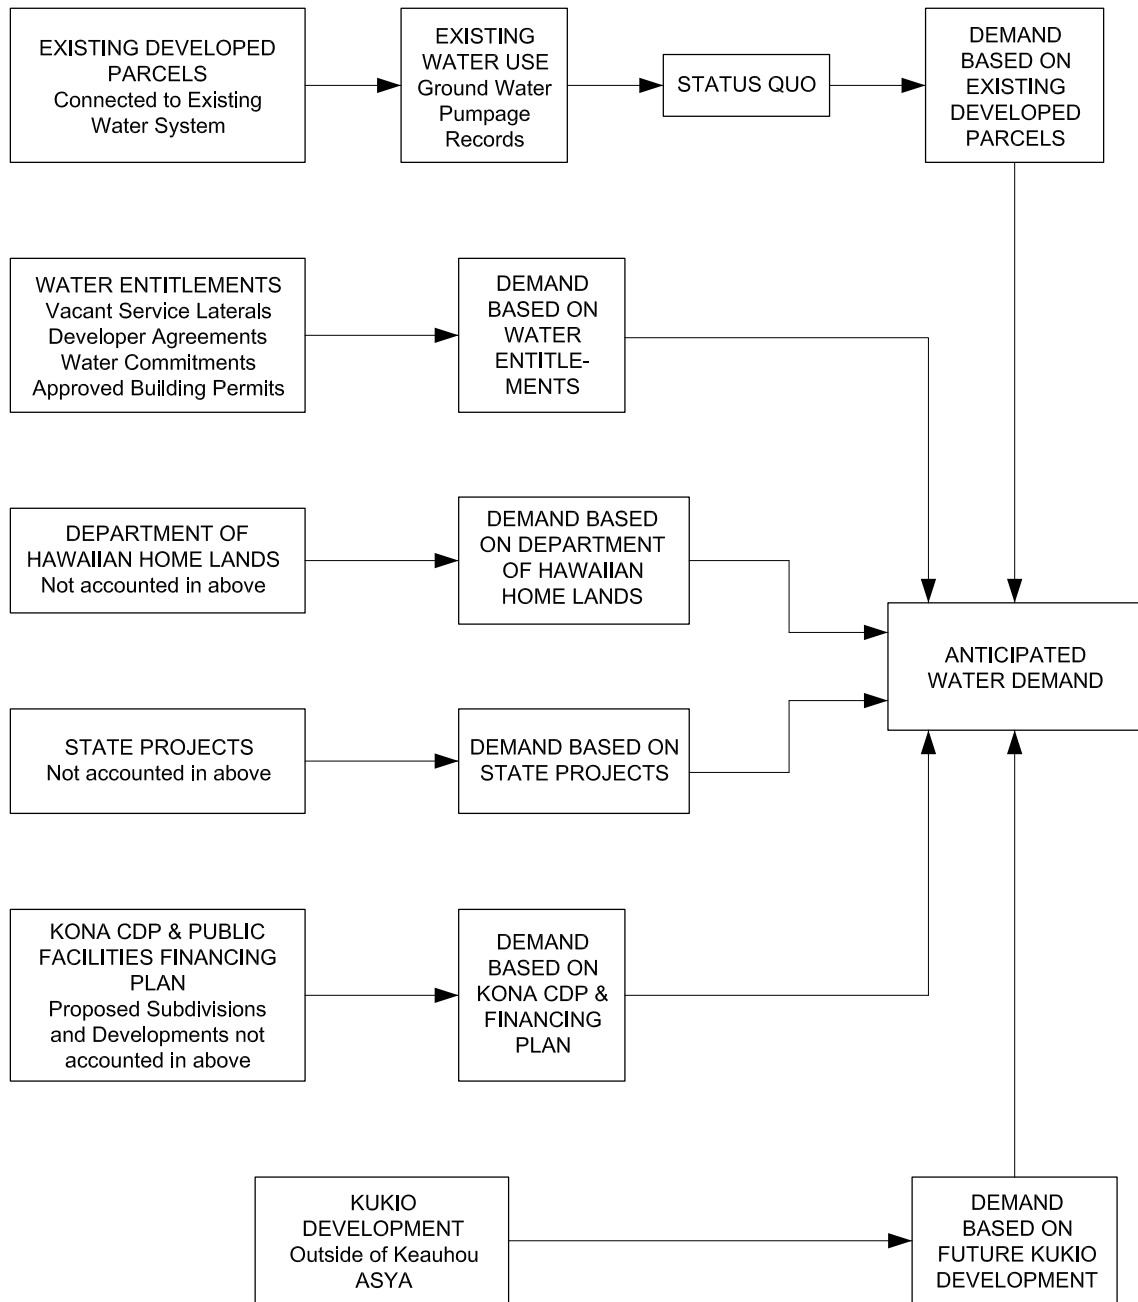 EXISTING DEVELOPED
PARCELS
Connected to Existing
Water System
EXISTING
WATER USE
Ground Water
Pumpage
Records
STATUS QUO
DEMAND
BASED ON
EXISTING
DEVELOPED
PARCELS
WATER ENTITLEMENTS
Vacant Service Laterals
Developer Agreements
Water Commitments
Approved Building Permits
DEMAND
BASED ON
WATER
ENTITLE-
MENTS
DEPARTMENT OF
HAWAIIAN HOME LANDS
Not accounted in above
DEMAND BASED
ON DEPARTMENT
OF HAWAIIAN
HOME LANDS
ANTICIPATED
WATER DEMAND
STATE PROJECTS
Not accounted in above
DEMAND BASED ON
STATE PROJECTS
KONA CDP & PUBLIC
FACILITIES FINANCING
PLAN
Proposed Subdivisions
and Developments not
accounted in above
DEMAND
BASED ON
KONA CDP &
FINANCING
PLAN
KUKIO
DEVELOPMENT
Outside of Keauhou
ASYA
DEMAND
BASED ON
FUTURE KUKIO
DEVELOPMENT